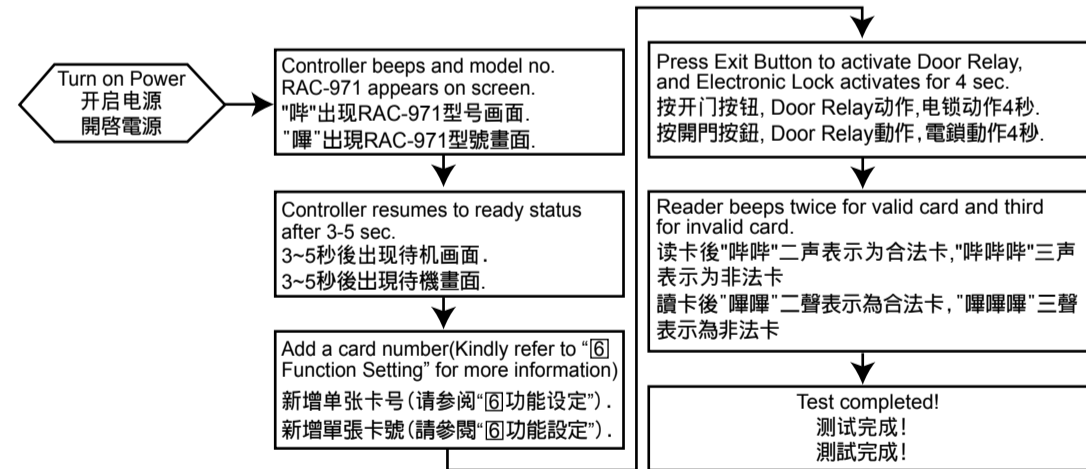 Turn on Power
开启电源
開啓電源
Controller beeps and model no.
RAC-971 appears on screen.
"哔"出现RAC-971型号画面.
"嗶"出現RAC-971型號畫面.
Controller resumes to ready status
after 3-5 sec.
3~5秒後出现待机画面.
3~5秒後出現待機畫面.
Add a card number(Kindly refer to “6
Function Setting” for more information)
新增单张卡号(请参阅“6功能设定”).
新增單張卡號(請參閱“6功能設定”).
Press Exit Button to activate Door Relay,
and Electronic Lock activates for 4 sec.
按开门按钮, Door Relay动作,电锁动作4秒.
按開門按鈕, Door Relay動作,電鎖動作4秒.
Reader beeps twice for valid card and third
for invalid card.
读卡後"哔哔"二声表示为合法卡,"哔哔哔"三声
表示为非法卡
讀卡後"嗶嗶"二聲表示為合法卡,"嗶嗶嗶"三聲
表示為非法卡
Test completed!
测试完成!
測試完成!